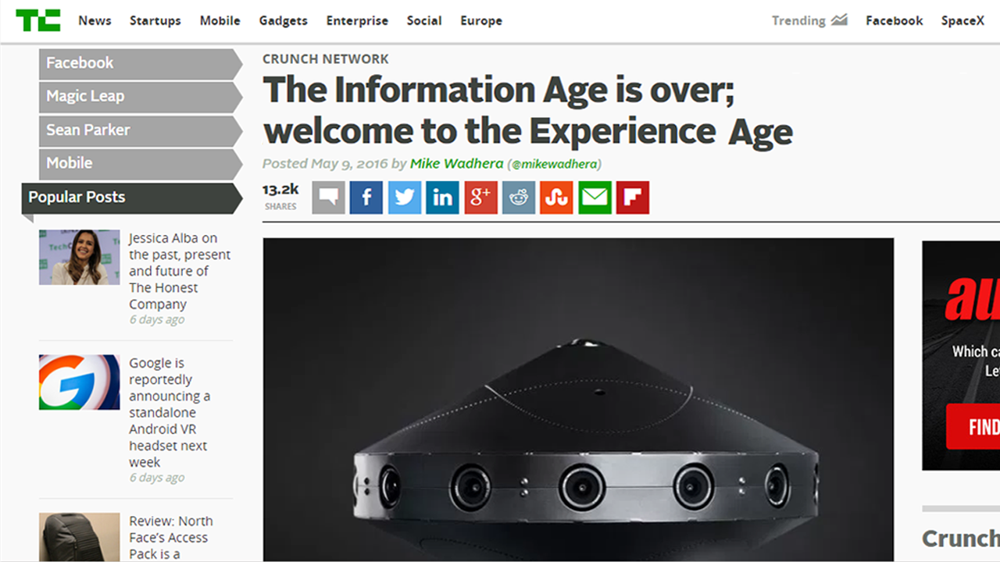 TC News Startups Mobile Gadgets Enterprise Social Europe Trending Facebook SpaceX
Facebook
Magic Leap
Sean Parker
Mobile
Popular Posts
Jessica Alba on
the past, present
and future of
The Honest
Company
6 days ago
Google is
reportedly
announcing a
standalone
Android VR
headset next
week
6 days ago
Review: North
Face's Access
Pack is a
CRUNCH NETWORK
The Information Age is over;
welcome to the Experience Age
Posted May 9, 2016 by Mike Wadhera (@mikewadhera)
13.2k
SHARES
f in g+
au
Which
Le
FIND
Crunch